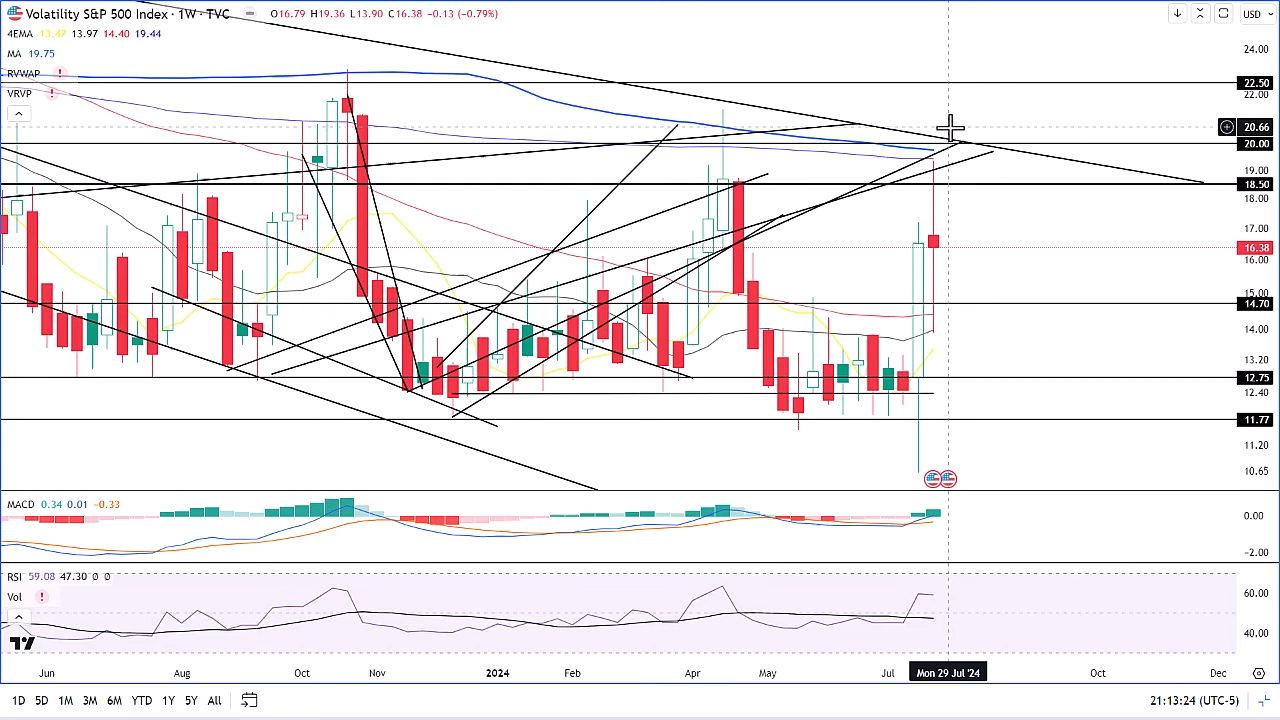 Volatility S&P 500 Index · 1W · TVC O16.79 H19.36 L13.90 C16.38 −0.13 (−0.79%)
USD
4EMA 13.47 13.97 14.40 19.44
MA 19.75
RVWAP !
VRVP !
24.00
22.50
22.00
20.66
20.00
19.00
18.50
18.00
17.00
16.38
16.00
15.00
14.70
14.00
13.20
12.75
12.40
11.77
11.20
10.65
MACD 0.34 0.01 −0.33
0.00
−2.00
RSI 59.08 47.30 Ø Ø
Vol !
60.00
40.00
Jun Aug Oct Nov 2024 Feb Apr May Jul Mon 29 Jul '24 Oct Dec
1D 5D 1M 3M 6M YTD 1Y 5Y All
21:13:24 (UTC-5)